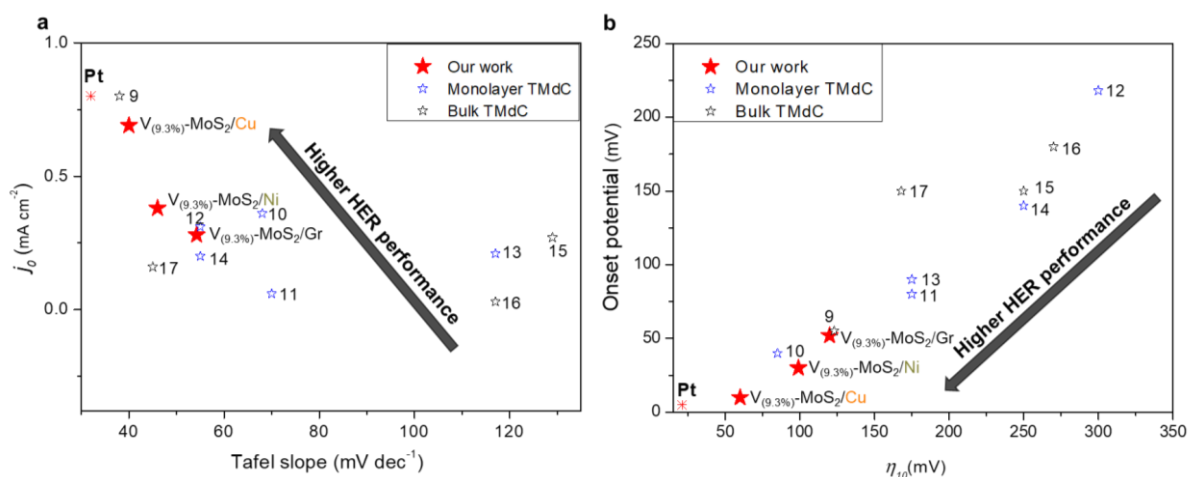 a
1.0
0.5
0.0
j₀ (mA cm⁻²)
40
60
80
100
120
Tafel slope (mV dec⁻¹)
Our work
Monolayer TMdC
Bulk TMdC
Pt
9
V(9.3%)-MoS₂/Cu
V(9.3%)-MoS₂/Ni
12
10
V(9.3%)-MoS₂/Gr
17
14
11
13
15
16
Higher HER performance
b
250
200
150
100
50
0
Onset potential (mV)
50
100
150
200
250
300
350
η₁₀(mV)
Our work
Monolayer TMdC
Bulk TMdC
12
16
17
15
14
13
11
9
V(9.3%)-MoS₂/Gr
10
V(9.3%)-MoS₂/Ni
Pt
V(9.3%)-MoS₂/Cu
Higher HER performance